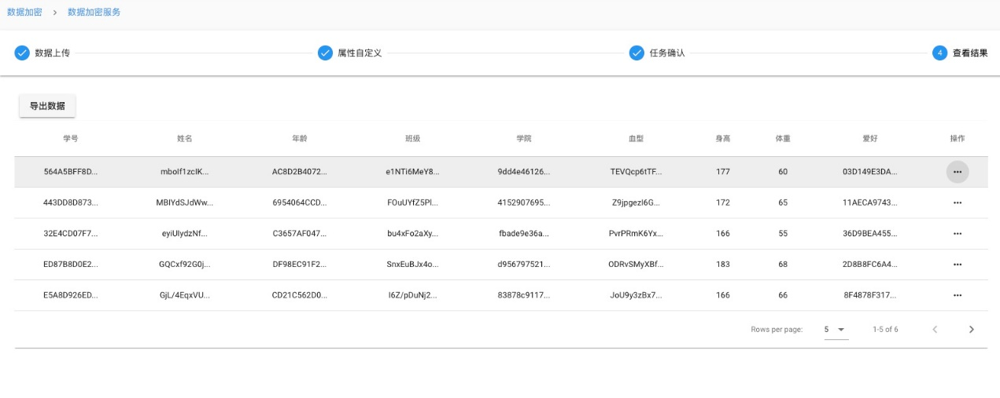 数据加密 › 数据加密服务
数据上传 属性自定义 任务确认 4 查看结果
导出数据
学号 姓名 年龄 班级 学院 血型 身高 体重 爱好 操作
564A5BFF8D... mboIf1zcIK... AC8D2B4072... e1NTi6MeY8... 9dd4e46126... TEVQcp6tTF... 177 60 03D149E3DA... ...
443DD8D873... MBIYdSJdWw... 6954064CCD... FOuUYfZ5Pl... 4152907695... Z9jpgezI6G... 172 65 11AECA9743... ...
32E4CD07F7... eyiUIydzNf... C3657AF047... bu4xFo2aXy... fbade9e36a... PvrPRmK6Yx... 166 55 36D9BEA455... ...
ED87B8D0E2... GQCxf92G0j... DF98EC91F2... SnxEuBJx4o... d956797521... ODRvSMyXBf... 183 68 2D8B8FC6A4... ...
E5A8D926ED... GjL/4EqxVU... CD21C562D0... I6Z/pDuNj2... 83878c9117... JoU9y3zBx7... 166 66 8F4878F317... ...
Rows per page: 5 1-5 of 6